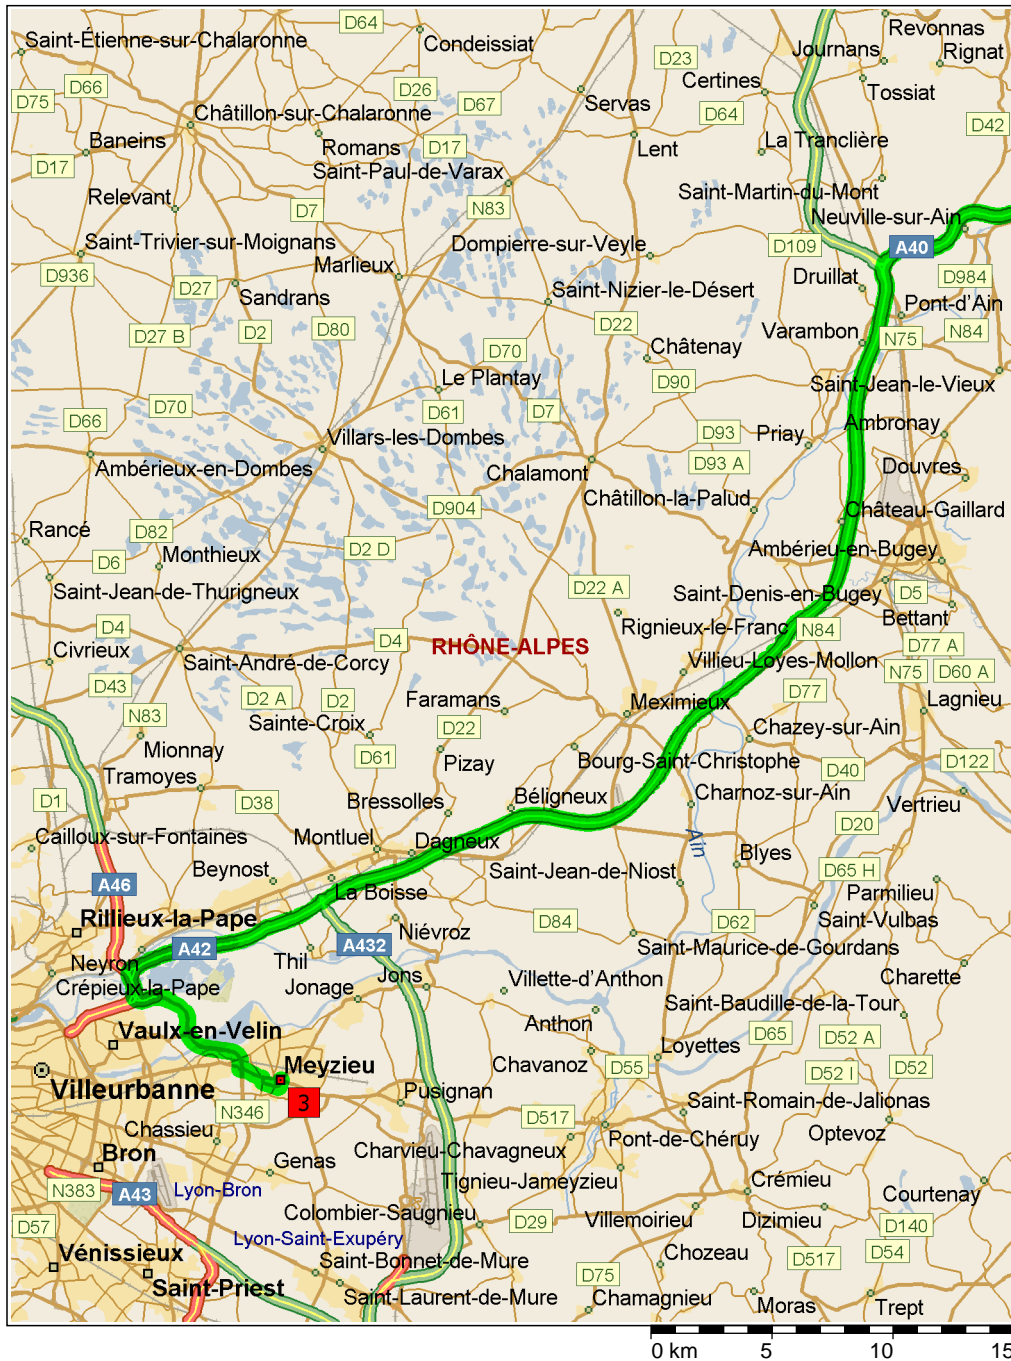 D64
Revonnas
Saint-Étienne-sur-Chalaronne
Condeissiat
Journans
Rignat
D23
D66
D26
Certines
Tossiat
D75
D67
Servas
Châtillon-sur-Chalaronne
D64
D42
Baneins
Romans
D17
Lent
La Tranclière
D17
Saint-Paul-de-Varax
Saint-Martin-du-Mont
Relevant
D7
N83
Neuville-sur-Ain
Saint-Trivier-sur-Moignans
Dompierre-sur-Veyle
D109
A40
D936
Marlieux
Druillat
D984
D27
Sandrans
Saint-Nizier-le-Désert
Pont-d'Ain
D27 B
D2
D80
D22
Varambon
N75
N84
D70
Châtenay
Le Plantay
D90
Saint-Jean-le-Vieux
D70
D61
D7
D66
Villars-les-Dombes
D93
Priay
Ambronay
Ambérieux-en-Dombes
Chalamont
D93 A
Douvres
Châtillon-la-Palud
D904
Château-Gaillard
Rancé
D82
D2 D
Ambérieu-en-Bugey
D6
Monthieux
Saint-Jean-de-Thurigneux
D22 A
Saint-Denis-en-Bugey
D5
Bettant
D4
D4
RHÔNE-ALPES
Rignieux-le-Franc
N84
D77 A
Civrieux
Saint-André-de-Corcy
Villieu-Loyes-Mollon
N75
D60 A
D43
D2 A
D2
Faramans
Meximieux
D77
Lagnieu
N83
Sainte-Croix
D22
Chazey-sur-Ain
Mionnay
D61
Pizay
Bourg-Saint-Christophe
D40
D122
Tramoyes
D1
D38
Bressolles
Béligneux
Charnoz-sur-Ain
Vertrieu
Cailloux-sur-Fontaines
Montluel
Dagneux
Ain
D20
Beynost
Blyes
A46
La Boisse
Saint-Jean-de-Niost
D65 H
Parmilieu
Rillieux-la-Pape
Niévroz
D84
D62
Saint-Vulbas
A42
A432
Saint-Maurice-de-Gourdans
Neyron
Thil
Jons
Charette
Crépieux-la-Pape
Jonage
Villette-d'Anthon
Saint-Baudille-de-la-Tour
Vaulx-en-Velin
Anthon
D65
D52 A
Meyzieu
Chavanoz
Loyettes
Villeurbanne
3
Pusignan
D55
D52 I
D52
N346
D517
Saint-Romain-de-Jalionas
Chassieu
Charvieu-Chavagneux
Pont-de-Chéruy
Optevoz
Bron
Genas
Tignieu-Jameyzieu
Crémieu
N383
A43
Lyon-Bron
Courtenay
D57
Colombier-Saugnieu
D29
Villemoirieu
Dizimieu
D140
Lyon-Saint-Exupéry
Vénissieux
Saint-Bonnet-de-Mure
Chozeau
D517
D54
Saint-Priest
Saint-Laurent-de-Mure
D75
Chamagnieu
Moras
Trept
0 km
5
10
15